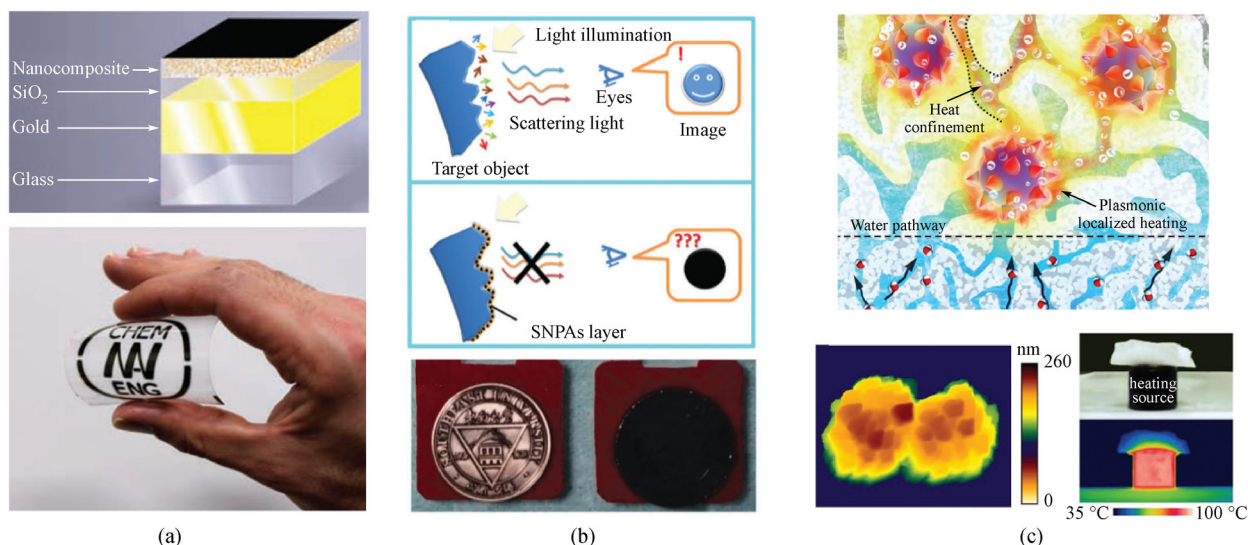 Nanocomposite
SiO₂
Gold
Glass
CHEM
ENG
(a)
Light illumination
!
Eyes
Scattering light
Image
Target object
???
SNPAs layer
(b)
Heat
confinement
Plasmonic
localized heating
Water pathway
nm
260
0
heating
source
35 °C
100 °C
(c)